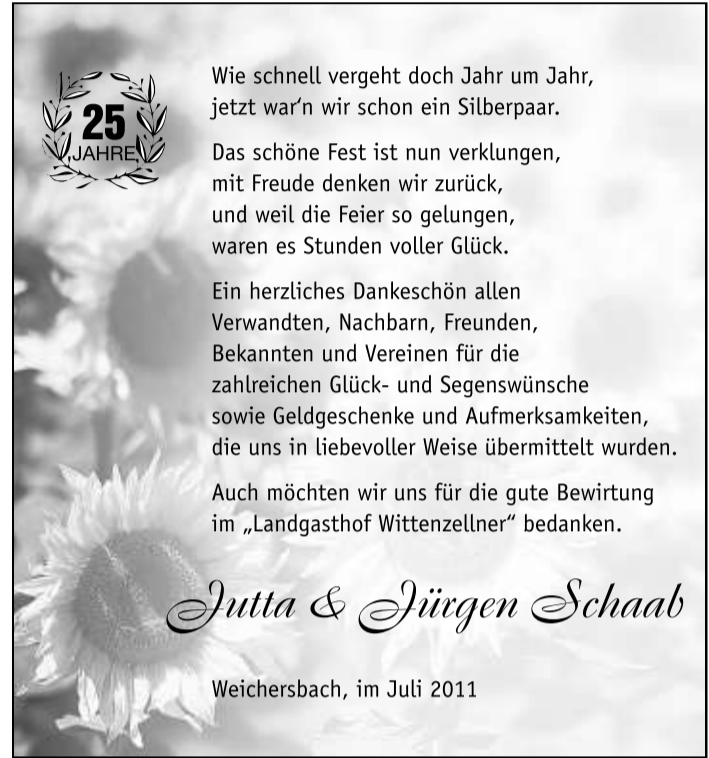 25
JAHRE
Wie schnell vergeht doch Jahr um Jahr,
jetzt war‘n wir schon ein Silberpaar.
Das schöne Fest ist nun verklungen,
mit Freude denken wir zurück,
und weil die Feier so gelungen,
waren es Stunden voller Glück.
Ein herzliches Dankeschön allen
Verwandten, Nachbarn, Freunden,
Bekannten und Vereinen für die
zahlreichen Glück- und Segenswünsche
sowie Geldgeschenke und Aufmerksamkeiten,
die uns in liebevoller Weise übermittelt wurden.
Auch möchten wir uns für die gute Bewirtung
im „Landgasthof Wittenzellner“ bedanken.
Jutta & Jürgen Schaab
Weichersbach, im Juli 2011